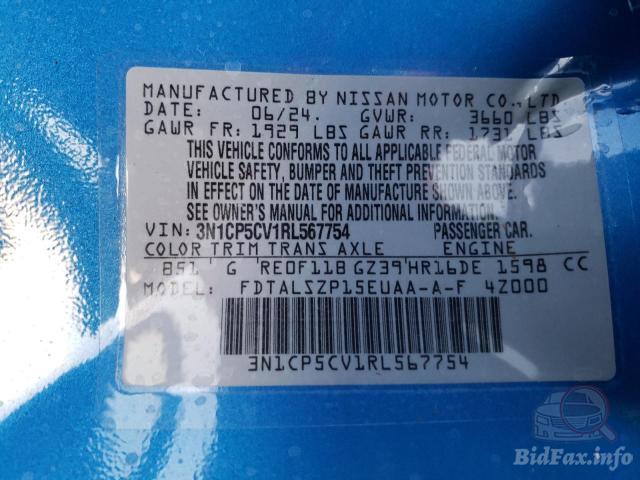 MANUFACTURED BY NISSAN MOTOR CO., LTD
DATE: 06/24. GVWR: 3660 LBS
GAWR FR: 1929 LBS GAWR RR: 1731 LBS
THIS VEHICLE CONFORMS TO ALL APPLICABLE FEDERAL MOTOR
VEHICLE SAFETY, BUMPER AND THEFT PREVENTION STANDARDS
IN EFFECT ON THE DATE OF MANUFACTURE SHOWN ABOVE.
SEE OWNER'S MANUAL FOR ADDITIONAL INFORMATION
VIN: 3N1CP5CV1RL567754 PASSENGER CAR.
COLOR TRIM TRANS AXLE ENGINE
G RE0F11B GZ39 HR16DE 1598 CC
MODEL: FDTALSZP15EUAA-A-F 4Z000
3N1CP5CV1RL567754
BidFax.info